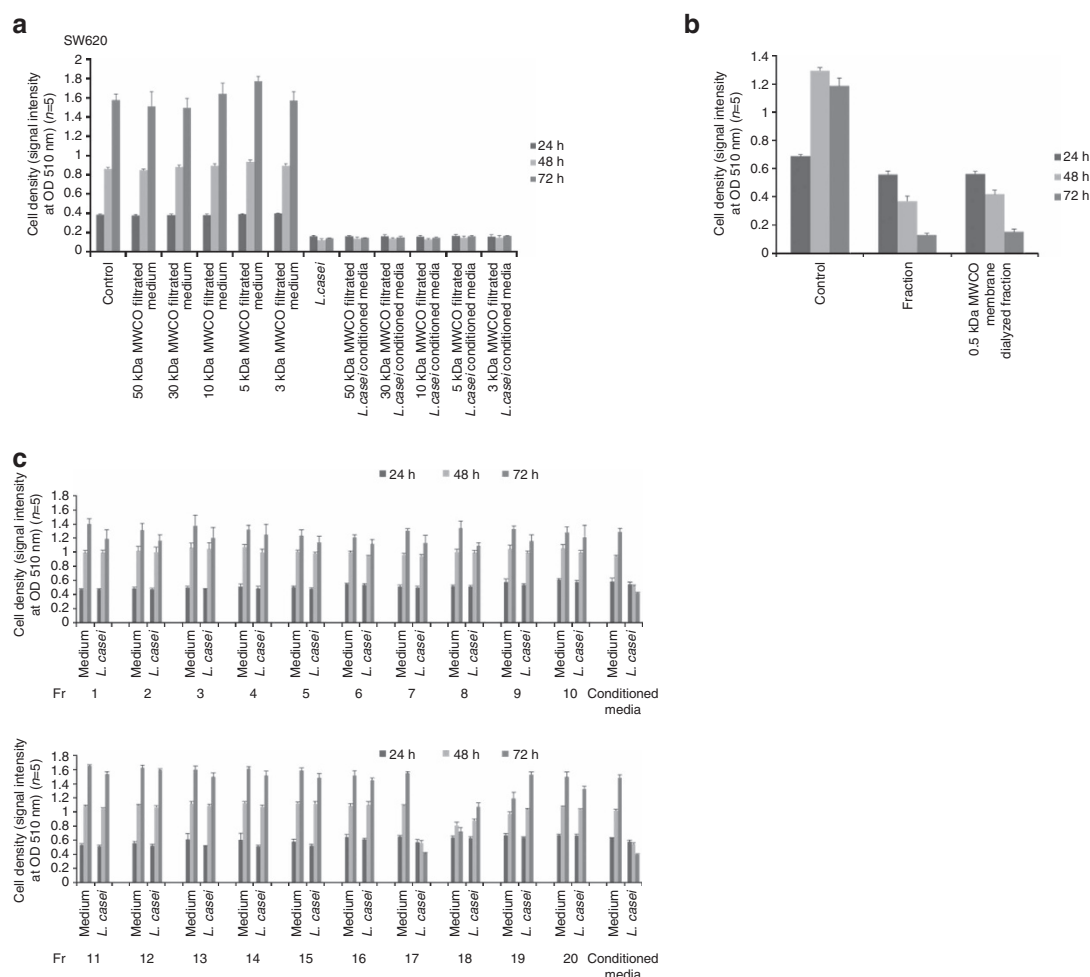 a
SW620
Cell density (signal intensity
at OD 510 nm) (n=5)
2
1.8
1.6
1.4
1.2
1
0.8
0.6
0.4
0.2
0
Control
50 kDa MWCO filtrated
medium
30 kDa MWCO filtrated
medium
10 kDa MWCO filtrated
medium
5 kDa MWCO filtrated
medium
3 kDa MWCO filtrated
medium
L.casei
50 kDa MWCO filtrated
L.casei conditioned media
30 kDa MWCO filtrated
L.casei conditioned media
10 kDa MWCO filtrated
L.casei conditioned media
5 kDa MWCO filtrated
L.casei conditioned media
3 kDa MWCO filtrated
L.casei conditioned media
24 h
48 h
72 h
b
Cell density (signal intensity
at OD 510 nm) (n=5)
1.4
1.2
1
0.8
0.6
0.4
0.2
0
Control
Fraction
0.5 kDa MWCO
membrane
dialyzed fraction
24 h
48 h
72 h
c
24 h 48 h 72 h
Cell density (signal intensity
at OD 510 nm) (n=5)
1.8
1.6
1.4
1.2
1
0.8
0.6
0.4
0.2
0
Medium L. casei Medium L. casei Medium L. casei Medium L. casei Medium L. casei Medium L. casei Medium L. casei Medium L. casei Medium L. casei Medium L. casei Medium L. casei
Fr 1 2 3 4 5 6 7 8 9 10 Conditioned
media
24 h 48 h 72 h
Cell density (signal intensity
at OD 510 nm) (n=5)
1.8
1.6
1.4
1.2
1
0.8
0.6
0.4
0.2
0
Medium L. casei Medium L. casei Medium L. casei Medium L. casei Medium L. casei Medium L. casei Medium L. casei Medium L. casei Medium L. casei Medium L. casei Medium L. casei
Fr 11 12 13 14 15 16 17 18 19 20 Conditioned
media